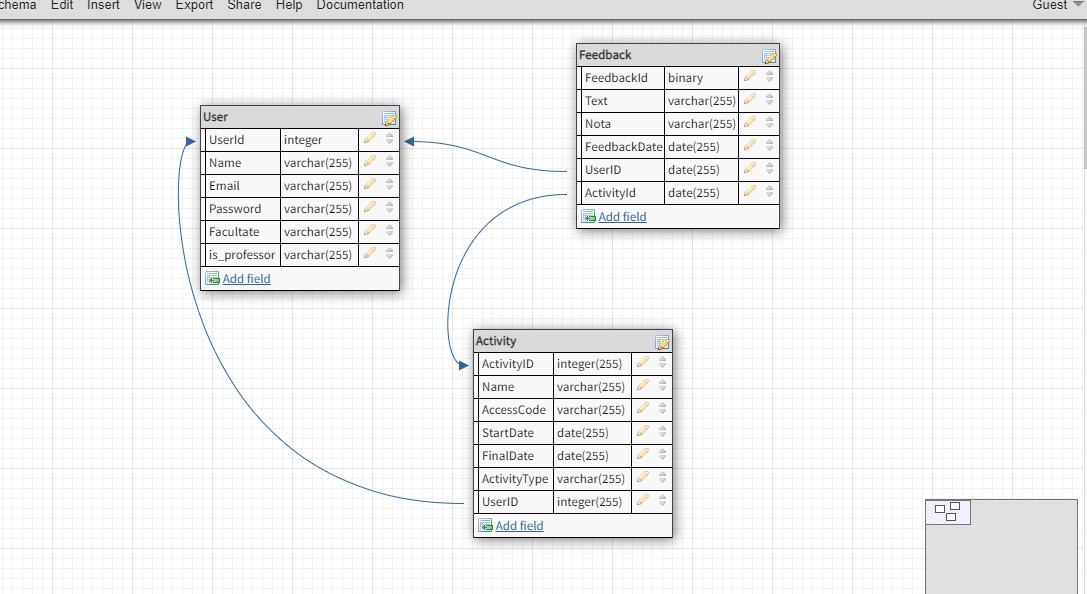 chema Edit Insert View Export Share Help Documentation Guest
Feedback
FeedbackId binary
Text varchar(255)
Nota varchar(255)
FeedbackDate date(255)
UserID date(255)
ActivityId date(255)
Add field
User
UserId integer
Name varchar(255)
Email varchar(255)
Password varchar(255)
Facultate varchar(255)
is_professor varchar(255)
Add field
Activity
ActivityID integer(255)
Name varchar(255)
AccessCode varchar(255)
StartDate date(255)
FinalDate date(255)
ActivityType varchar(255)
UserID integer(255)
Add field